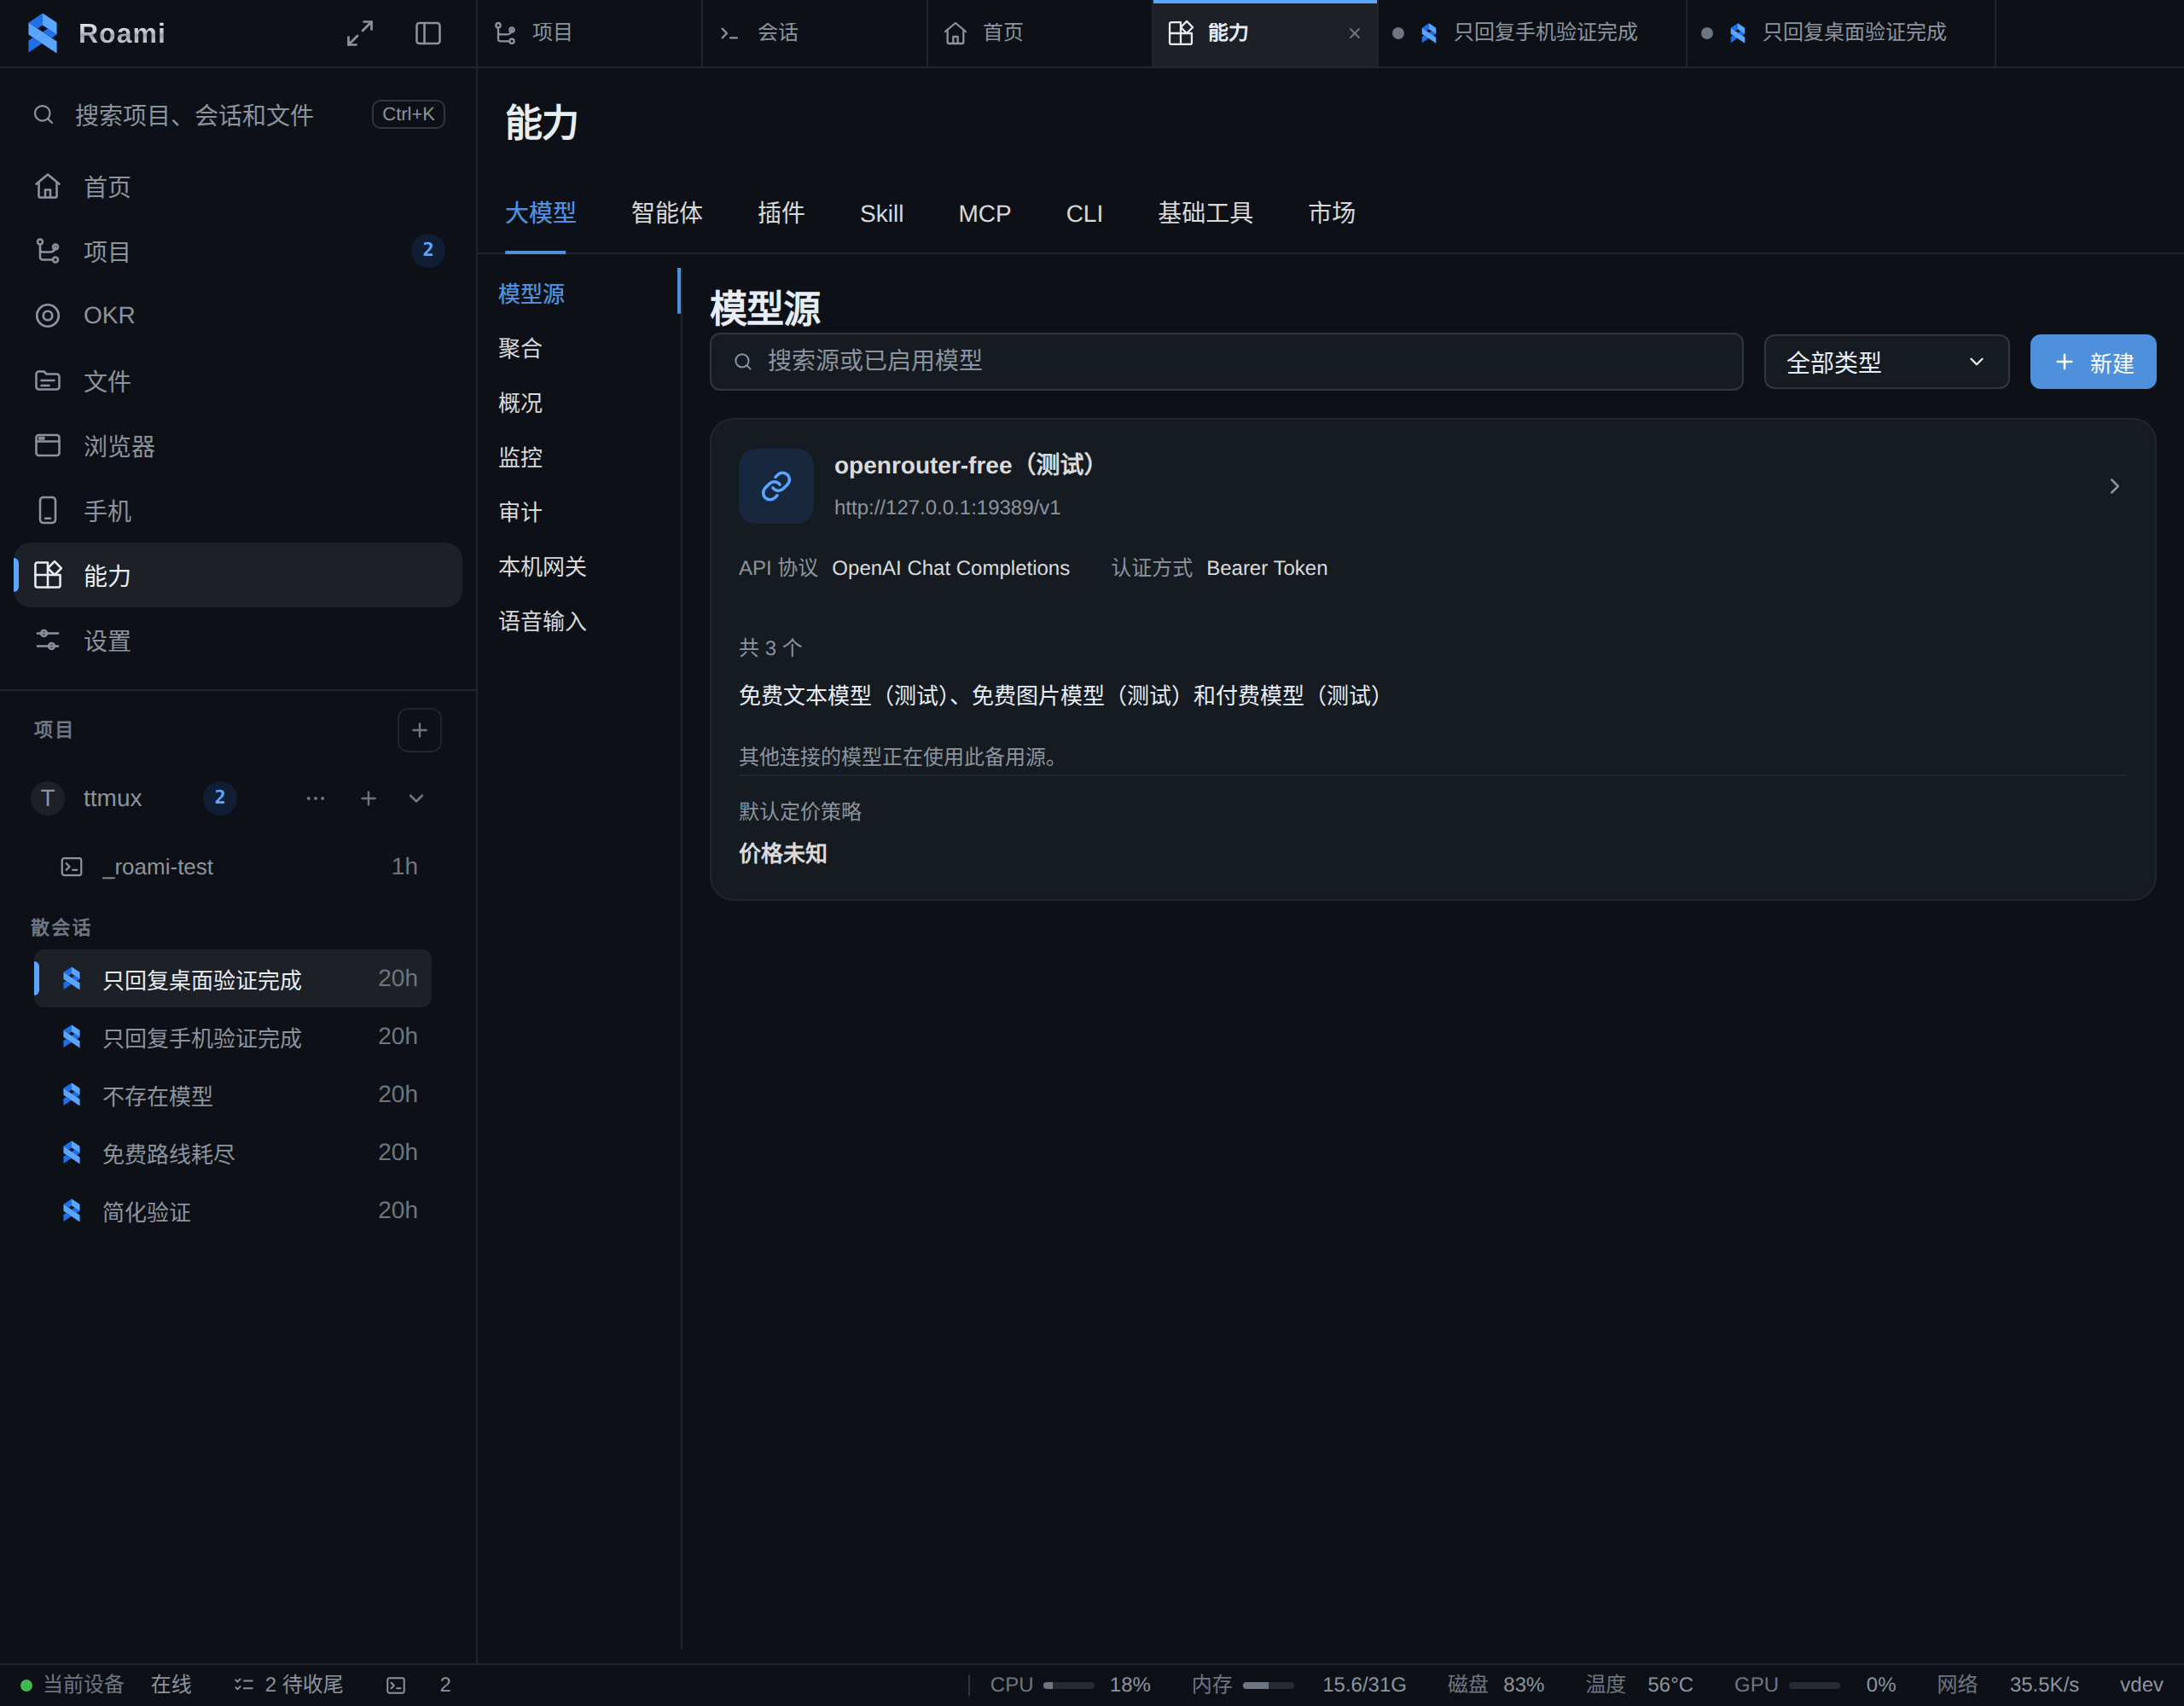 Roami
项目
会话
首页
能力
只回复手机验证完成
只回复桌面验证完成
搜索项目、会话和文件
Ctrl+K
首页
项目
2
OKR
文件
浏览器
手机
能力
设置
项目
T
ttmux
2
_roami-test
1h
散会话
只回复桌面验证完成
20h
只回复手机验证完成
20h
不存在模型
20h
免费路线耗尽
20h
简化验证
20h
能力
大模型
智能体
插件
Skill
MCP
CLI
基础工具
市场
模型源
聚合
概况
监控
审计
本机网关
语音输入
模型源
搜索源或已启用模型
全部类型
新建
openrouter-free（测试）
http://127.0.0.1:19389/v1
API 协议 OpenAI Chat Completions 认证方式 Bearer Token
共 3 个
免费文本模型（测试）、免费图片模型（测试）和付费模型（测试）
其他连接的模型正在使用此备用源。
默认定价策略
价格未知
当前设备 在线 2 待收尾 2 CPU 18% 内存 15.6/31G 磁盘 83% 温度 56°C GPU 0% 网络 35.5K/s vdev